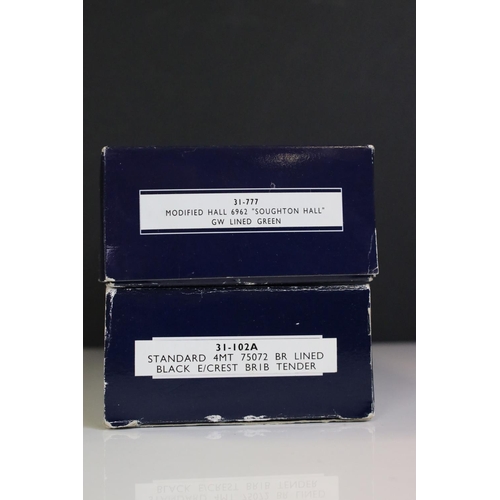 31-777
MODIFIED HALL 6962 "SOUGHTON HALL"
GW LINED GREEN
31-102A
STANDARD 4MT 75072 BR LINED
BLACK E/CREST BR1B TENDER